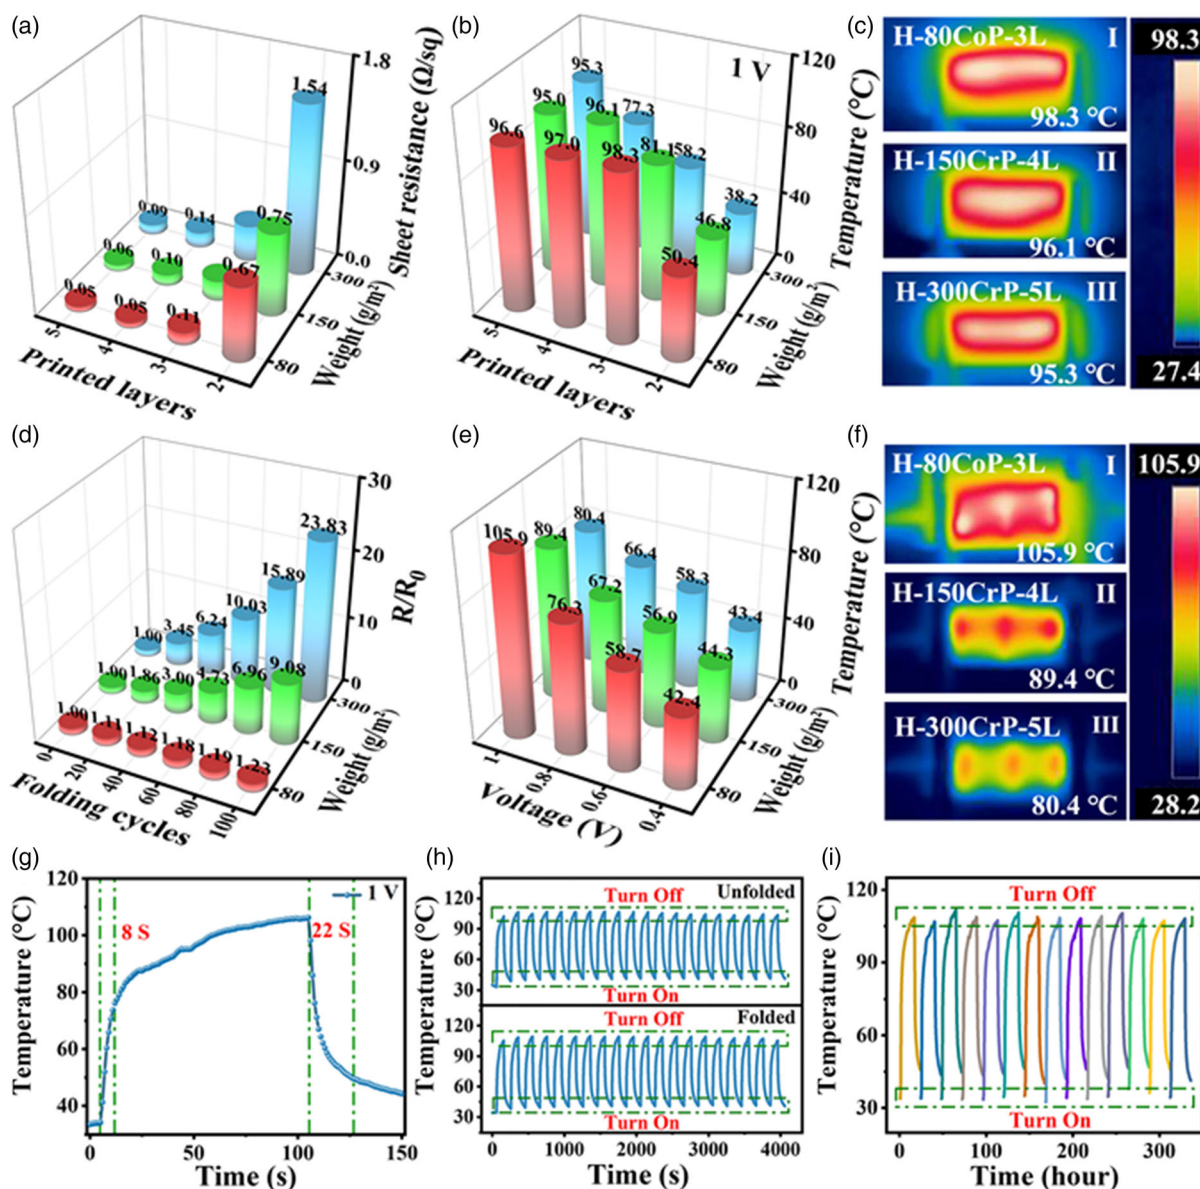 (a)
1.8
0.9
0.0
Sheet resistance (Ω/sq)
1.54
0.09
0.14
0.75
0.06
0.10
0.67
0.05
0.05
0.11
5
4
3
2
Printed layers
300
150
80
Weight (g/m²)
(b)
1 V
120
80
40
0
Temperature (°C)
95.3
77.3
58.2
38.2
95.0
96.1
81.1
46.8
96.6
97.0
98.3
50.4
5
4
3
2
Printed layers
300
150
80
Weight (g/m²)
(c)
H-80CoP-3L I
98.3 °C
H-150CrP-4L II
96.1 °C
H-300CrP-5L III
95.3 °C
98.3
27.4
(d)
30
20
10
0
R/R0
1.00
3.45
6.24
10.03
15.89
23.83
1.00
1.86
3.00
4.73
6.96
9.08
1.00
1.11
1.12
1.18
1.19
1.23
0
20
40
60
80
100
Folding cycles
300
150
80
Weight (g/m²)
(e)
120
80
40
0
Temperature (°C)
80.4
66.4
58.3
43.4
89.4
67.2
56.9
44.3
105.9
76.3
58.7
42.4
1
0.8
0.6
0.4
Voltage (V)
300
150
80
Weight (g/m²)
(f)
H-80CoP-3L I
105.9 °C
H-150CrP-4L II
89.4 °C
H-300CrP-5L III
80.4 °C
105.9
28.2
(g)
120
100
80
60
40
Temperature (°C)
1 V
8 S
22 S
0 50 100 150
Time (s)
(h)
Temperature (°C)
120
90
60
30
Turn Off
Unfolded
Turn On
120
90
60
30
Turn Off
Folded
Turn On
0 1000 2000 3000 4000
Time (s)
(i)
120
90
60
30
Temperature (°C)
Turn Off
Turn On
0 100 200 300
Time (hour)